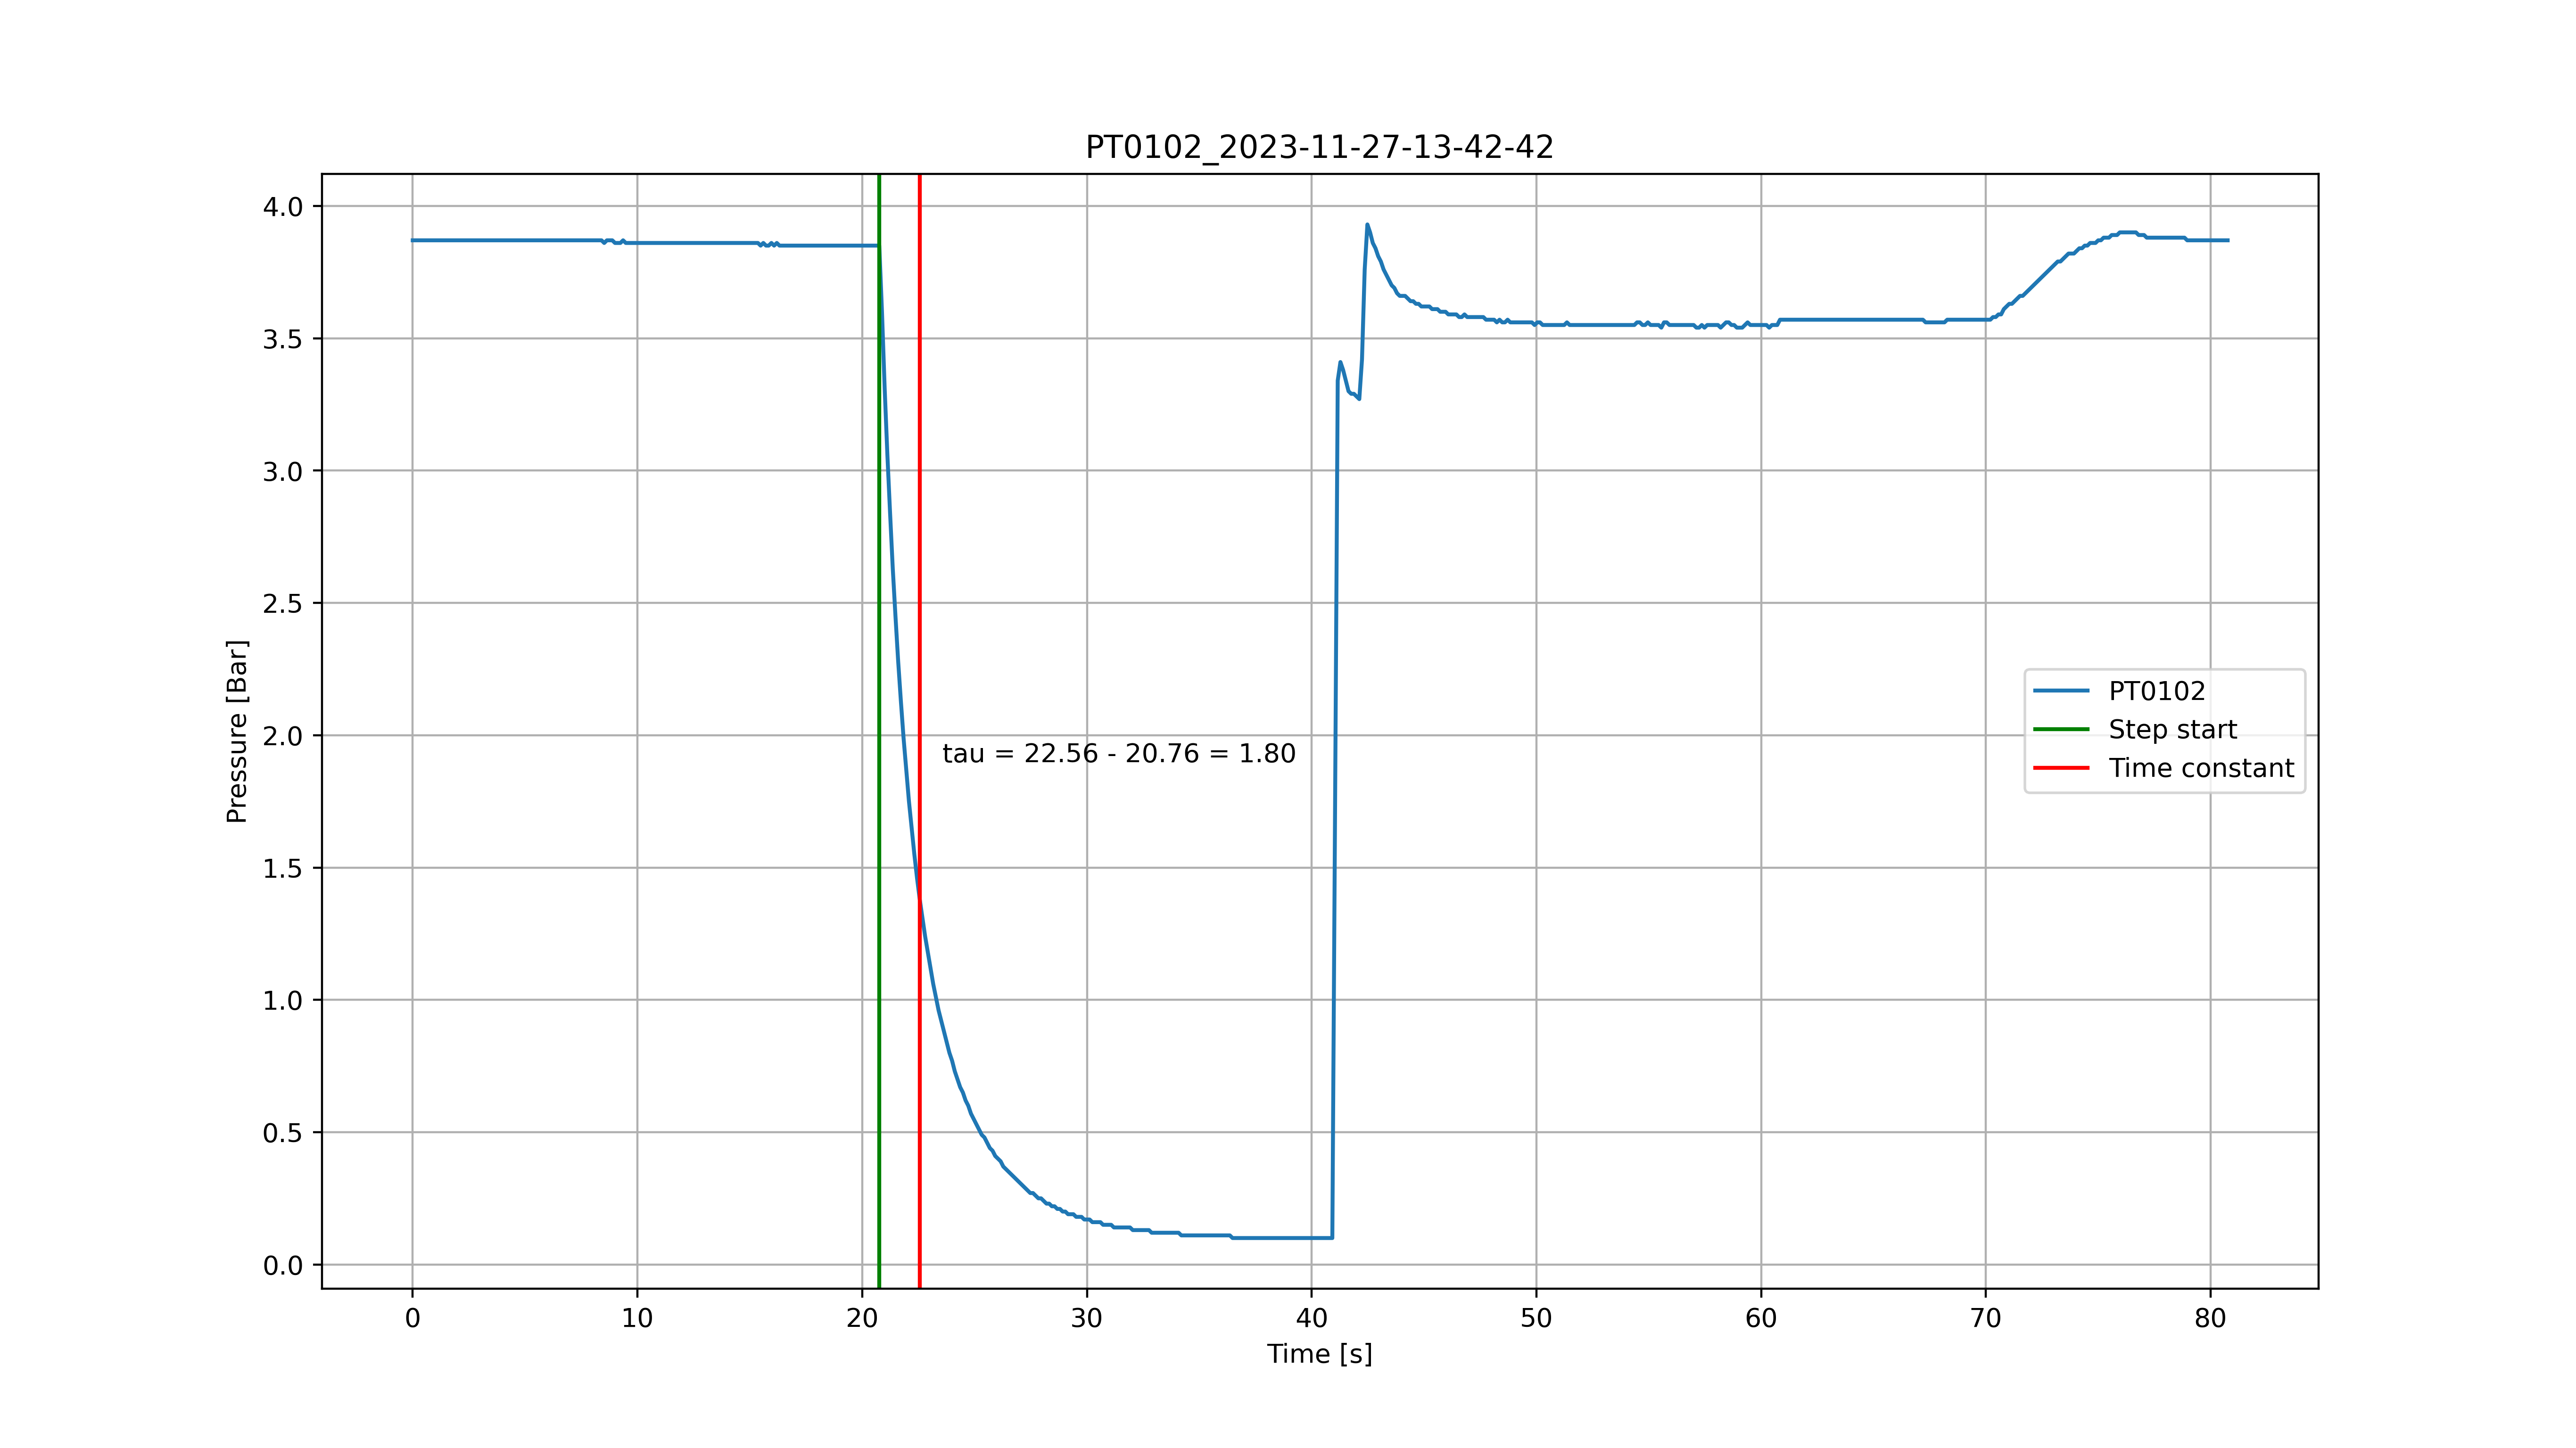 PT0102_2023-11-27-13-42-42
4.0
3.5
3.0
2.5
2.0
1.5
1.0
0.5
0.0
Pressure [Bar]
tau = 22.56 - 20.76 = 1.80
PT0102
Step start
Time constant
0 10 20 30 40 50 60 70 80
Time [s]